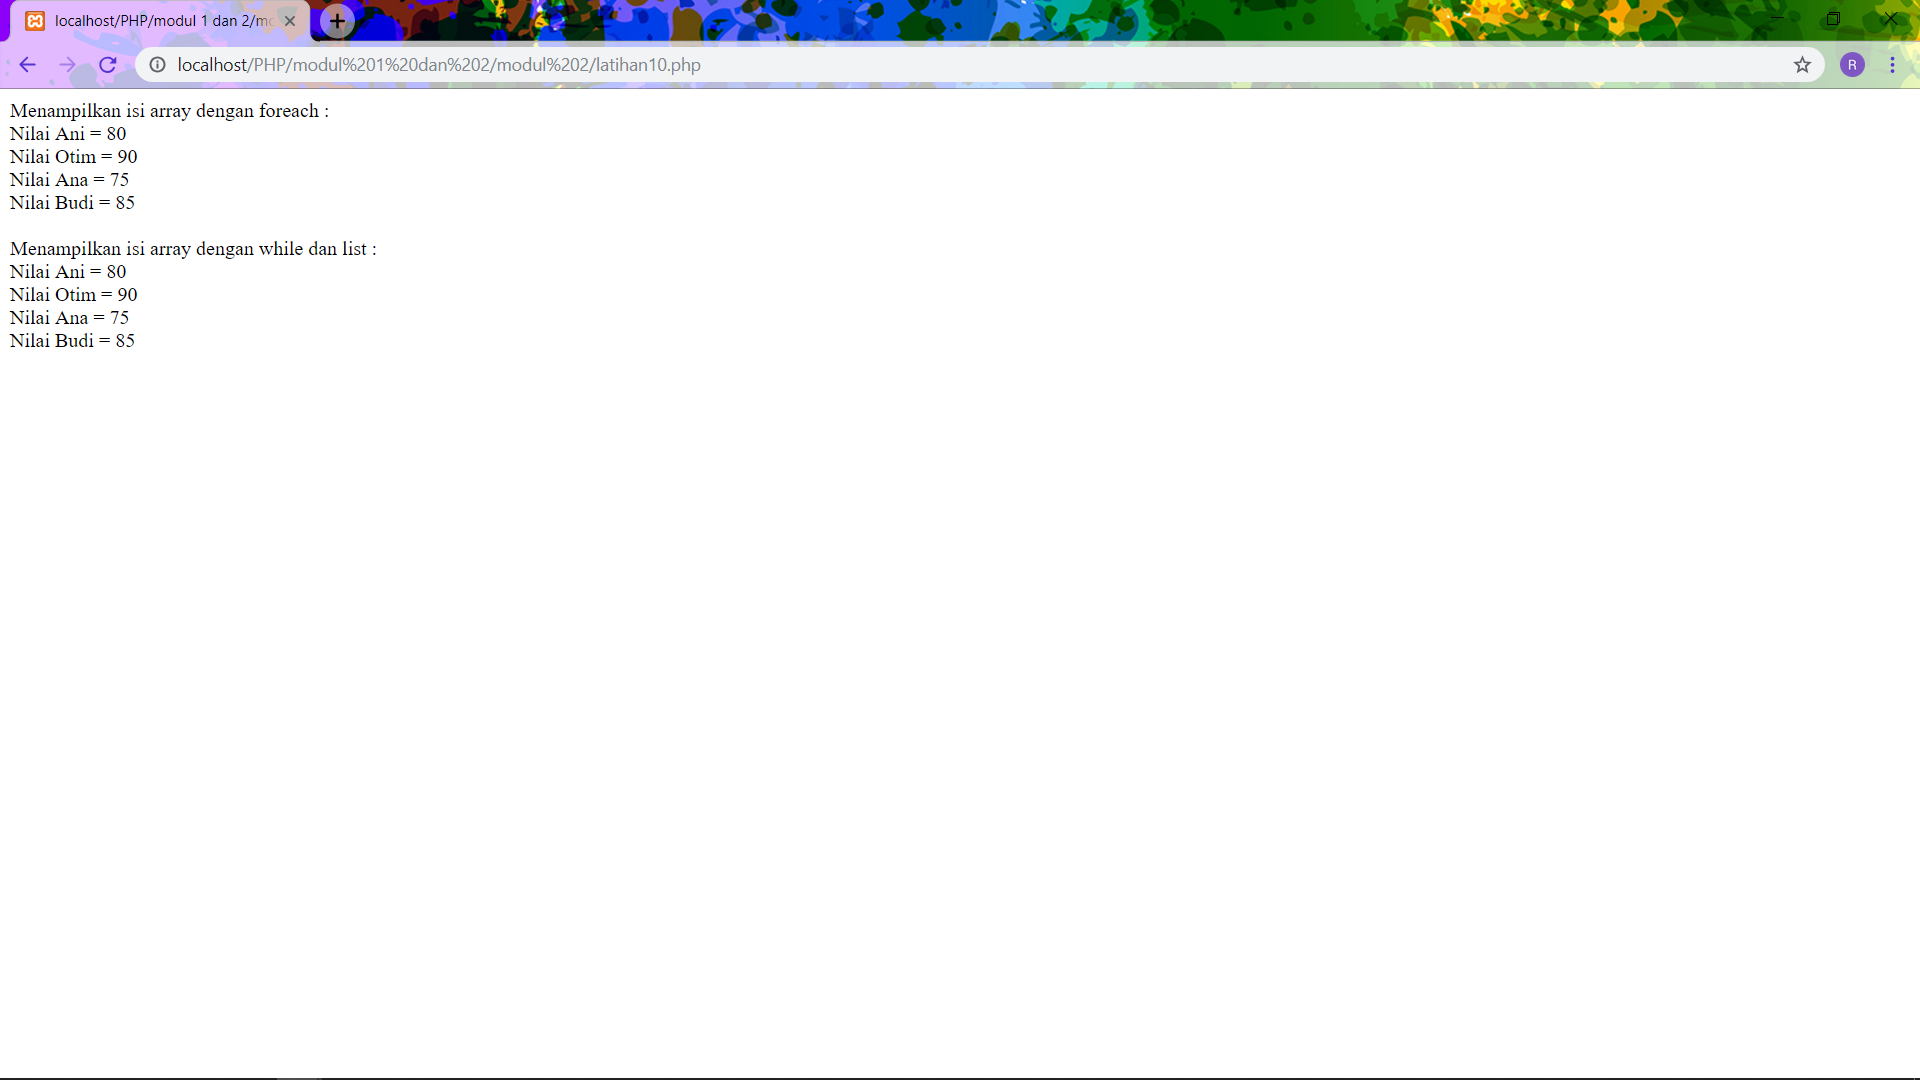 localhost/PHP/modul 1 dan 2/mo
localhost/PHP/modul%201%20dan%202/modul%202/latihan10.php
R
Menampilkan isi array dengan foreach :
Nilai Ani = 80
Nilai Otim = 90
Nilai Ana = 75
Nilai Budi = 85
Menampilkan isi array dengan while dan list :
Nilai Ani = 80
Nilai Otim = 90
Nilai Ana = 75
Nilai Budi = 85